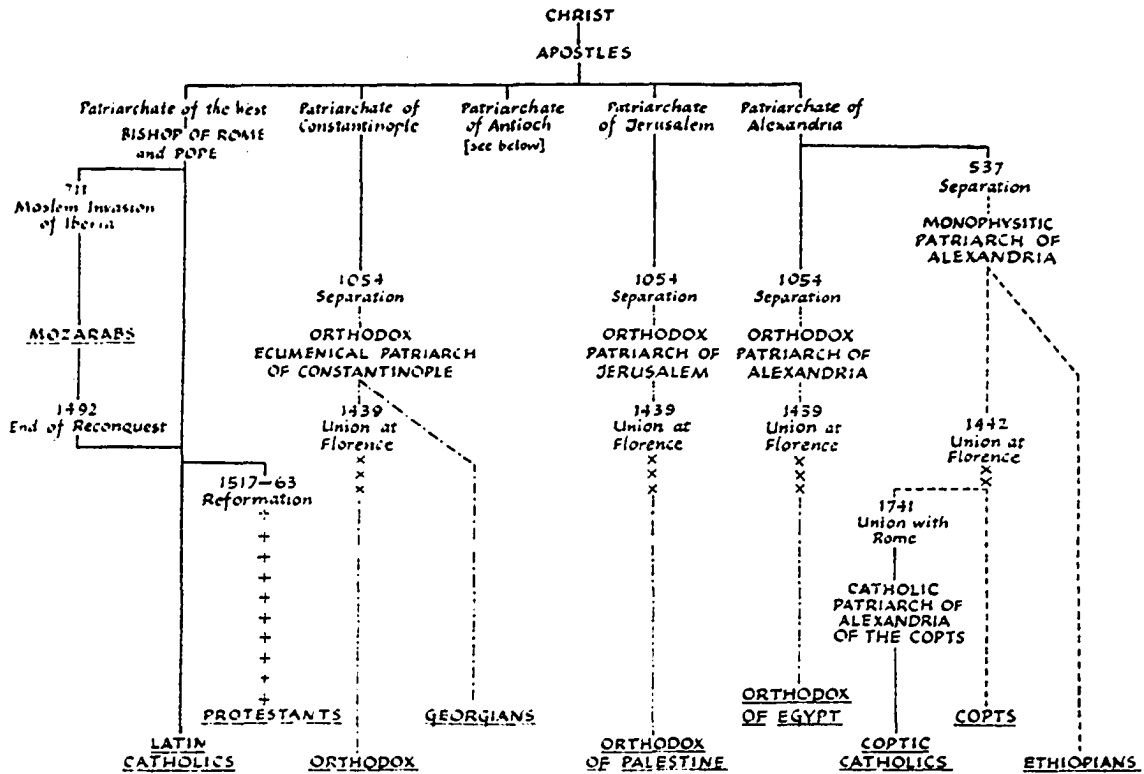 CHRIST
APOSTLES
Patriarchate of the West
BISHOP OF ROME
and POPE
Patriarchate of
Constantinople
Patriarchate
of Antioch
[see below]
Patriarchate
of Jerusalem
Patriarchate of
Alexandria
711
Moslem Invasion
of Iberia
537
Separation
MONOPHYSITIC
PATRIARCH OF
ALEXANDRIA
1054
Separation
1054
Separation
1054
Separation
MOZARABS
ORTHODOX
ECUMENICAL PATRIARCH
OF CONSTANTINOPLE
ORTHODOX
PATRIARCH OF
JERUSALEM
ORTHODOX
PATRIARCH OF
ALEXANDRIA
1492
End of Reconquest
1439
Union at
Florence
1439
Union at
Florence
1439
Union at
Florence
1442
Union at
Florence
1517-63
Reformation
1741
Union with
Rome
CATHOLIC
PATRIARCH OF
ALEXANDRIA
OF THE COPTS
PROTESTANTS
GEORGIANS
ORTHODOX
OF EGYPT
COPTS
LATIN
CATHOLICS
ORTHODOX
ORTHODOX
OF PALESTINE
COPTIC
CATHOLICS
ETHIOPIANS